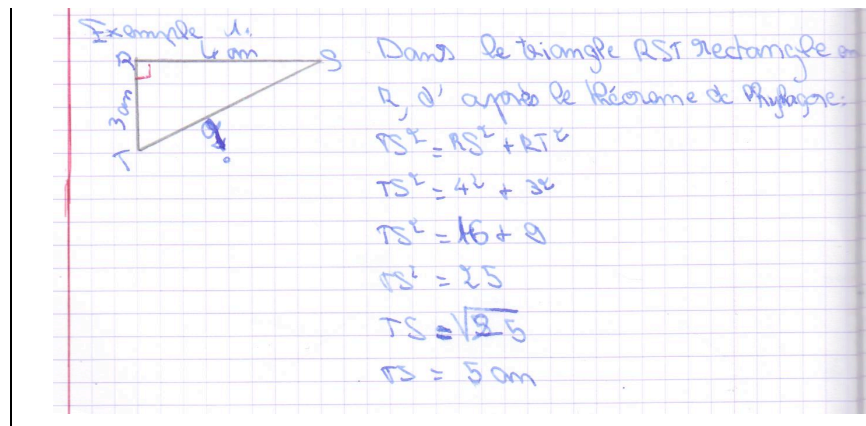 Exemple 1.
4 cm
R
S
3 cm
T
?
Dans le triangle RST rectangle en
R, d'après le théorème de Phytagore:
TS² = RS² + RT²
TS² = 4² + 3²
TS² = 16 + 9
TS² = 25
TS = √25
TS = 5 cm